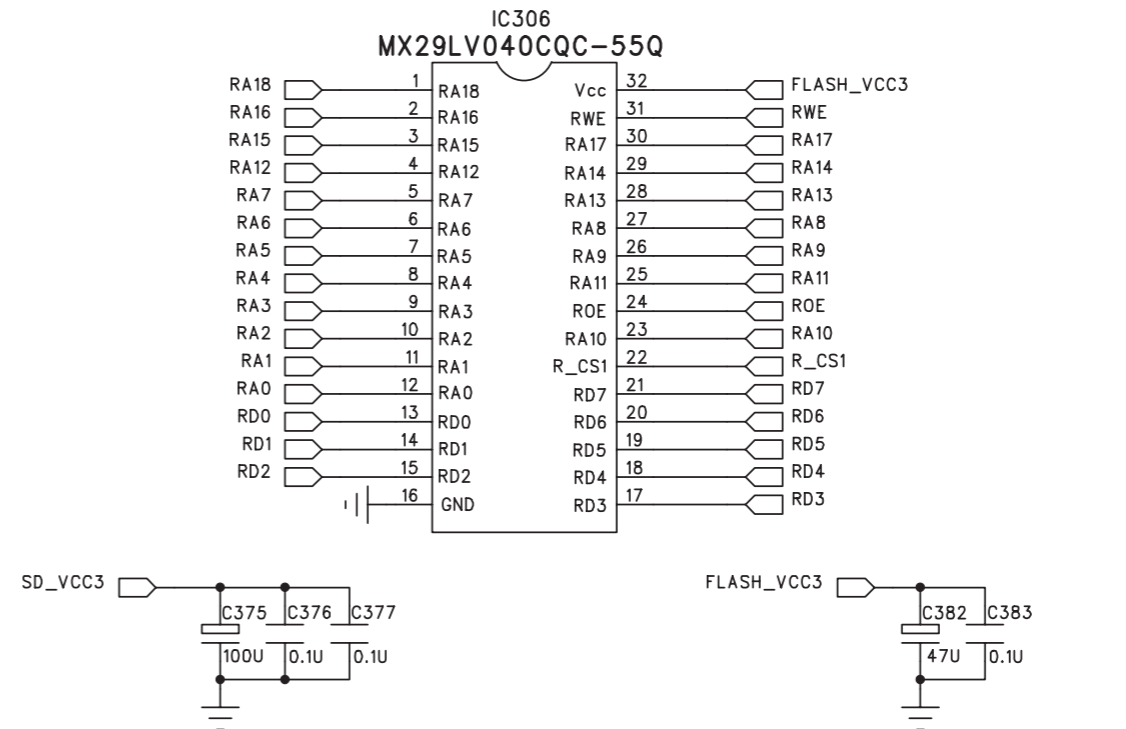 IC306
MX29LV040CQC-55Q
RA18 1 RA18 Vcc 32 FLASH_VCC3
RA16 2 RA16 RWE 31 RWE
RA15 3 RA15 RA17 30 RA17
RA12 4 RA12 RA14 29 RA14
RA7 5 RA7 RA13 28 RA13
RA6 6 RA6 RA8 27 RA8
RA5 7 RA5 RA9 26 RA9
RA4 8 RA4 RA11 25 RA11
RA3 9 RA3 ROE 24 ROE
RA2 10 RA2 RA10 23 RA10
RA1 11 RA1 R_CS1 22 R_CS1
RA0 12 RA0 RD7 21 RD7
RD0 13 RD0 RD6 20 RD6
RD1 14 RD1 RD5 19 RD5
RD2 15 RD2 RD4 18 RD4
16 GND RD3 17 RD3
SD_VCC3 FLASH_VCC3
C375 C376 C377 C382 C383
100U 0.1U 0.1U 47U 0.1U